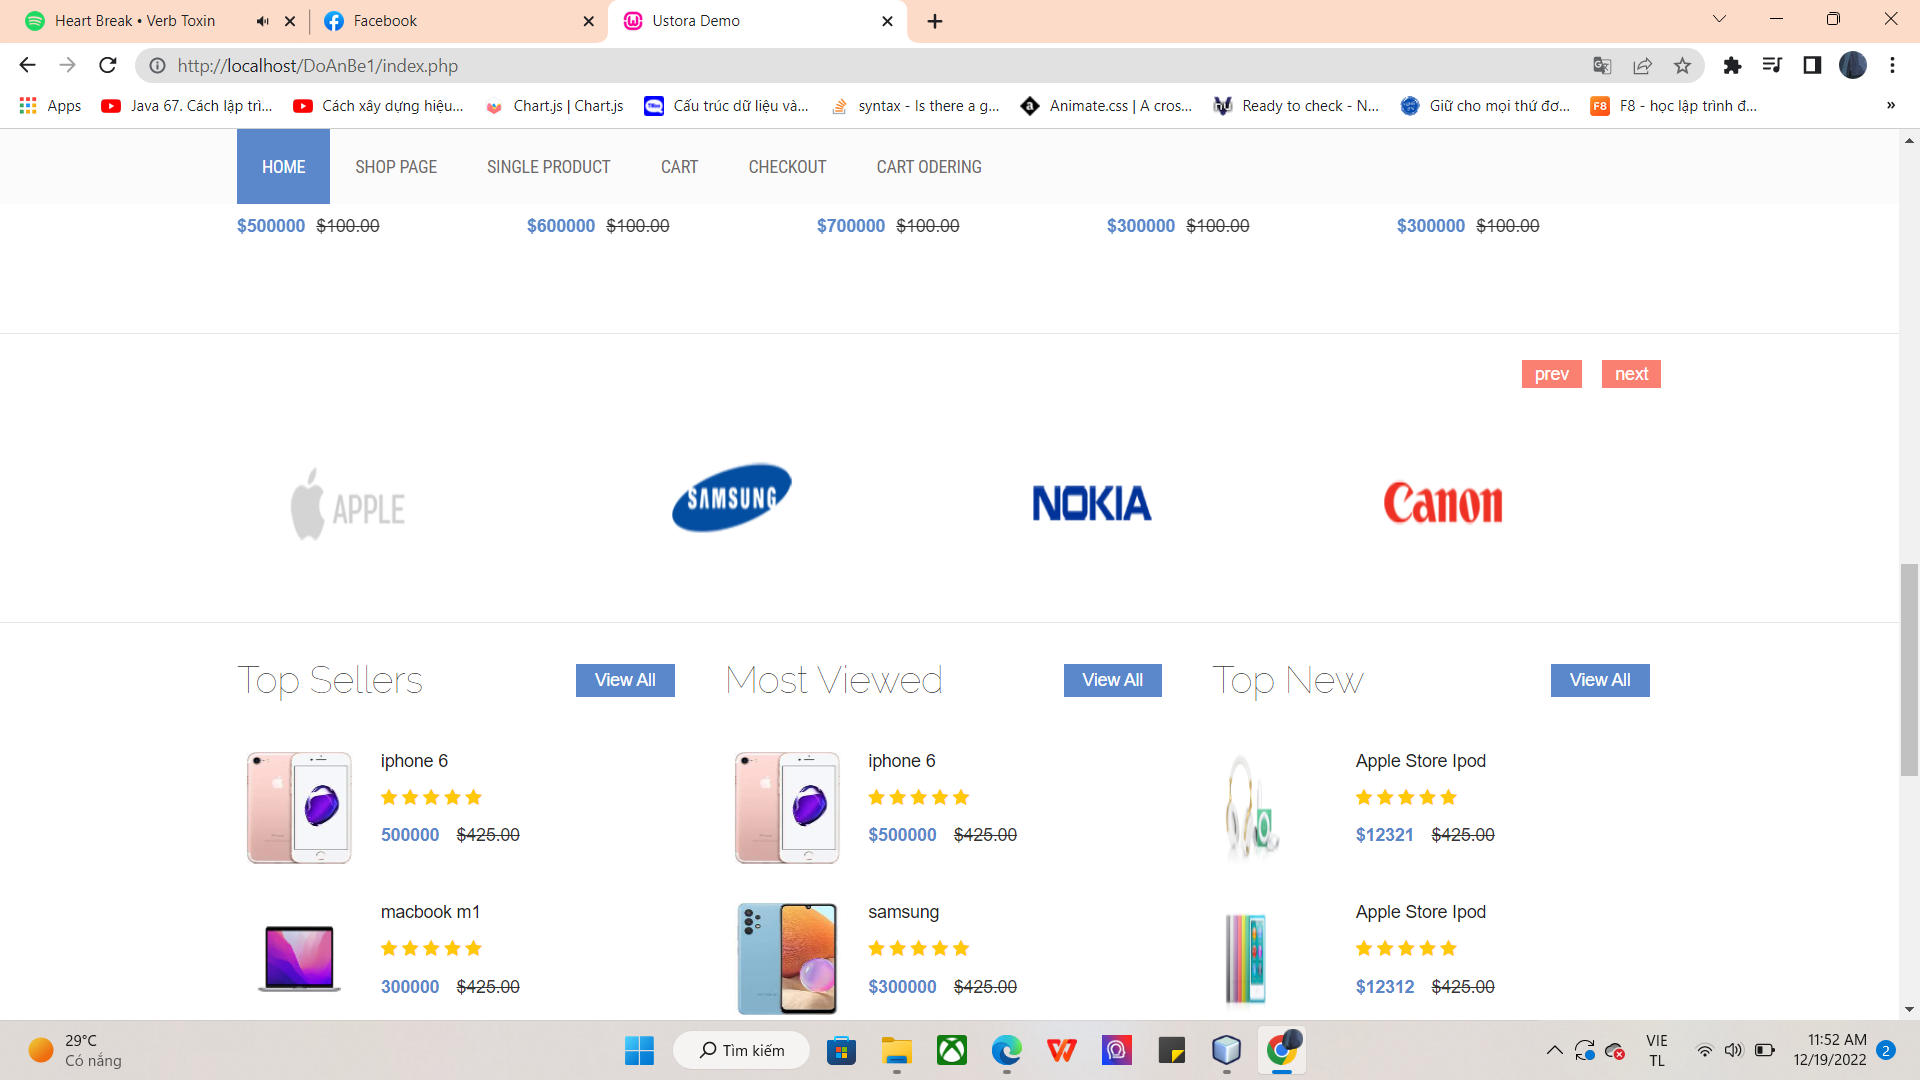 Heart Break • Verb Toxin
Facebook
Ustora Demo
http://localhost/DoAnBe1/index.php
Apps
Java 67. Cách lập trì...
Cách xây dựng hiệu...
Chart.js | Chart.js
Cấu trúc dữ liệu và...
syntax - Is there a g...
Animate.css | A cros...
Ready to check - N...
Giữ cho mọi thứ đơ...
F8
F8 - học lập trình đ...
»
HOME
SHOP PAGE
SINGLE PRODUCT
CART
CHECKOUT
CART ODERING
$500000 $100.00
$600000 $100.00
$700000 $100.00
$300000 $100.00
$300000 $100.00
prev
next
APPLE
SAMSUNG
NOKIA
Canon
Top Sellers
View All
Most Viewed
View All
Top New
View All
iphone 6
500000 $425.00
iphone 6
$500000 $425.00
Apple Store Ipod
$12321 $425.00
macbook m1
300000 $425.00
samsung
$300000 $425.00
Apple Store Ipod
$12312 $425.00
29°C
Có nắng
Tìm kiếm
VIE
TL
11:52 AM
12/19/2022
2